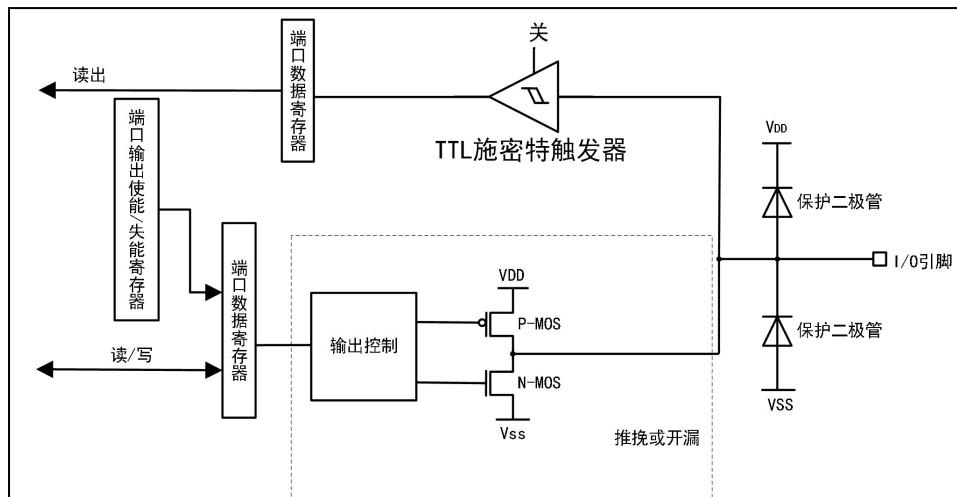 关
读出
端口数据寄存器
TTL施密特触发器
端口输出使能/失能寄存器
VDD
保护二极管
I/O引脚
端口数据寄存器
VDD
P-MOS
输出控制
保护二极管
读/写
N-MOS
VSS
Vss
推挽或开漏